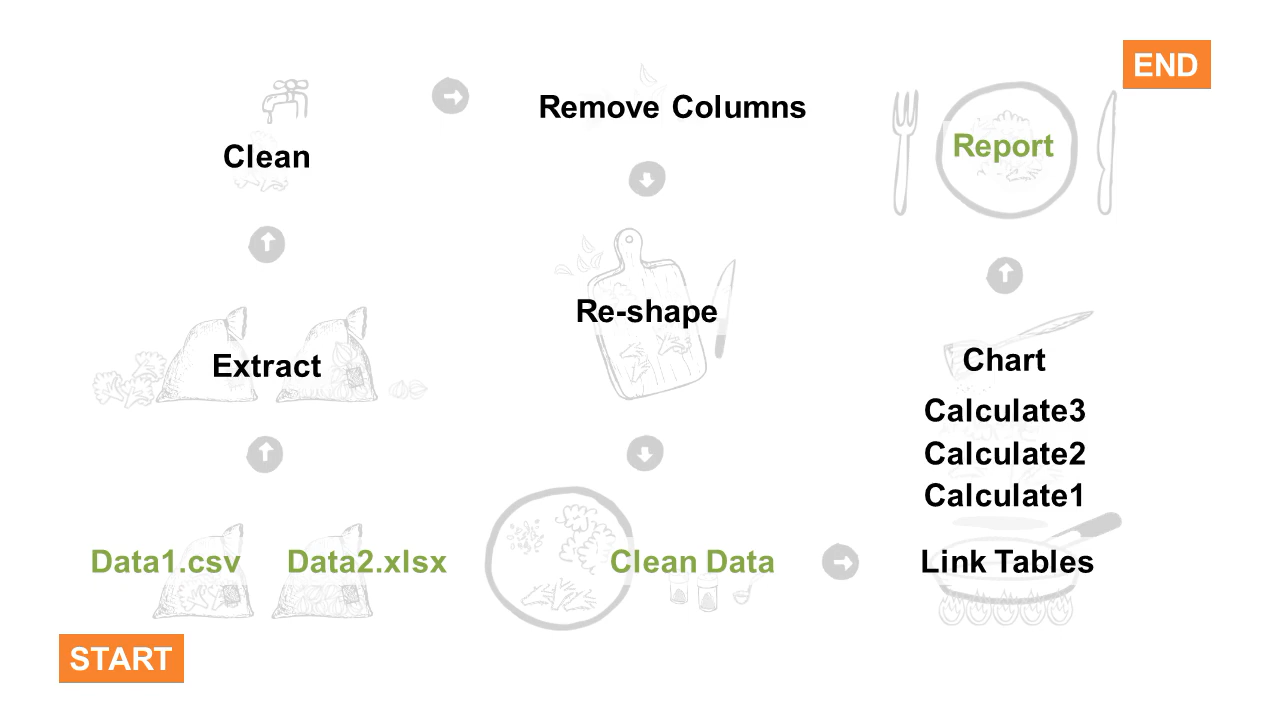 END
Remove Columns
Report
Clean
Re-shape
Extract
Chart
Calculate3
Calculate2
Calculate1
Data1.csv
Data2.xlsx
Clean Data
Link Tables
START